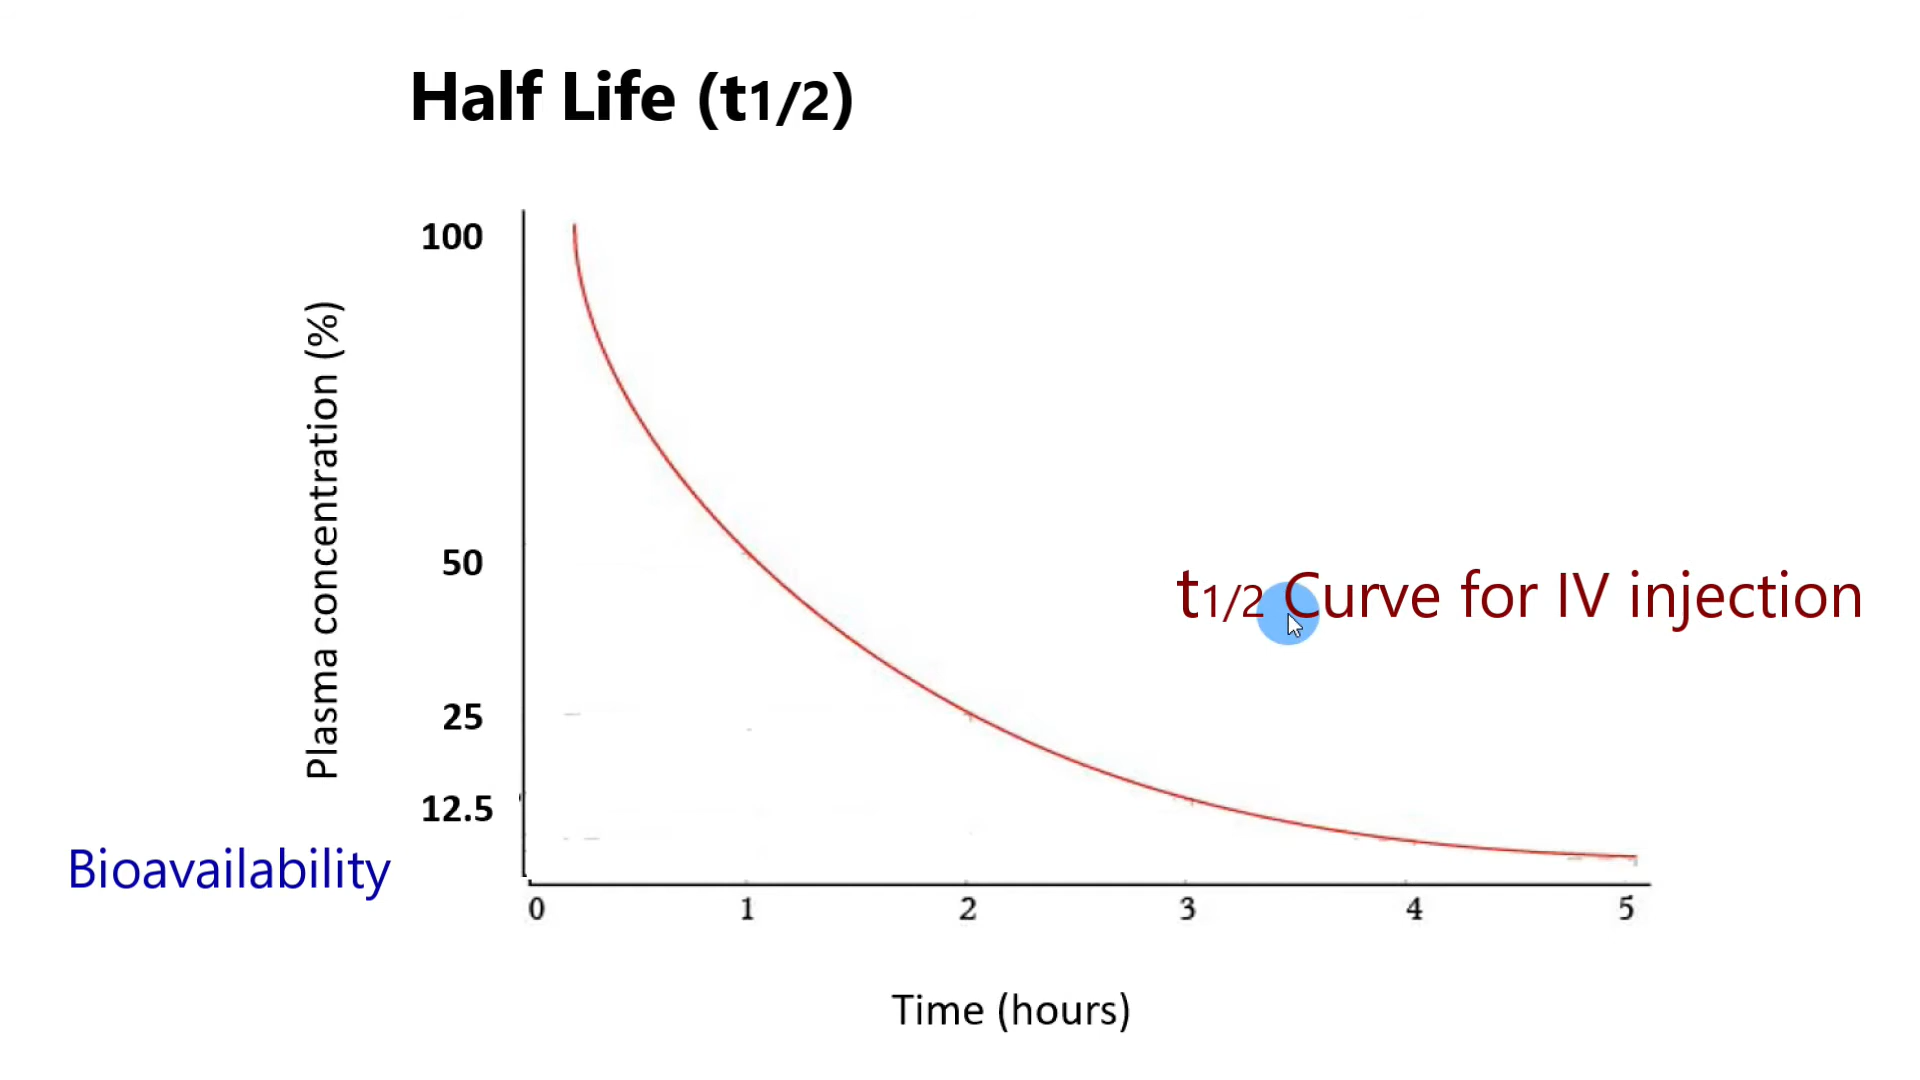 Half Life (t1/2)
Plasma concentration (%)
100
50
25
12.5
t1/2 Curve for IV injection
Bioavailability
0 1 2 3 4 5
Time (hours)